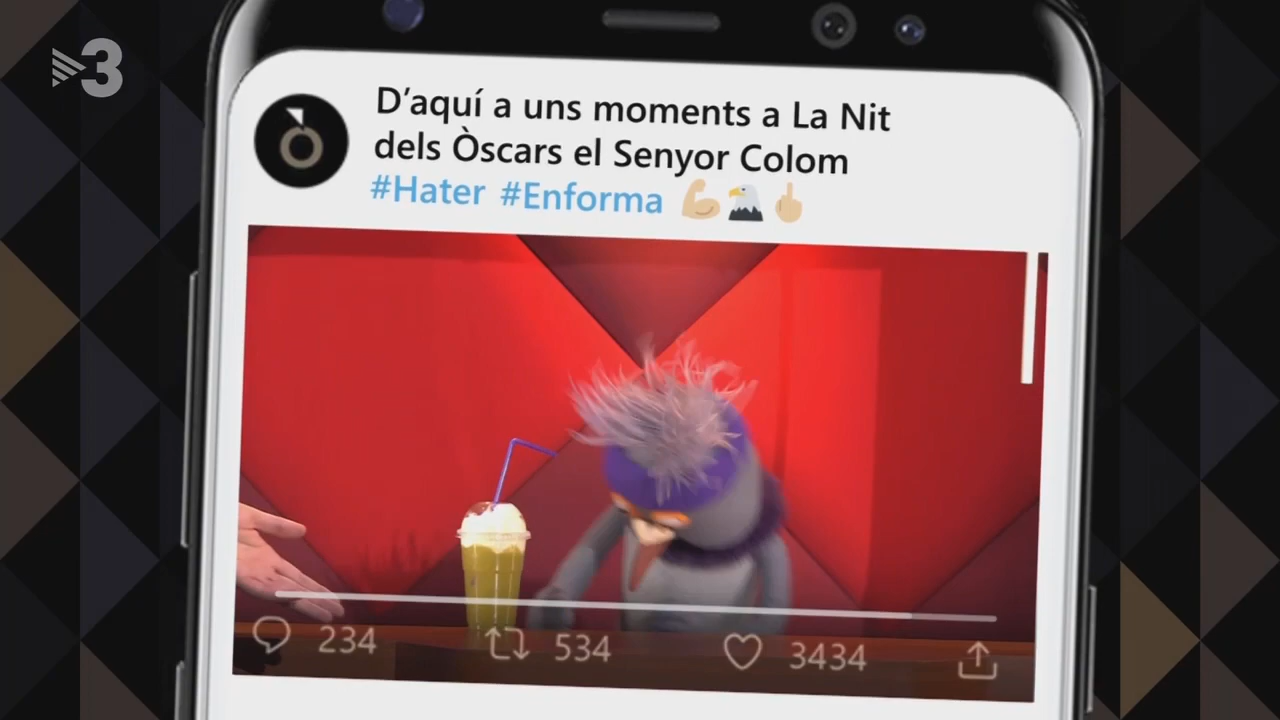 3
D'aquí a uns moments a La Nit
dels Òscars el Senyor Colom
#Hater #Enforma 💪🦅🖕
234 534 3434